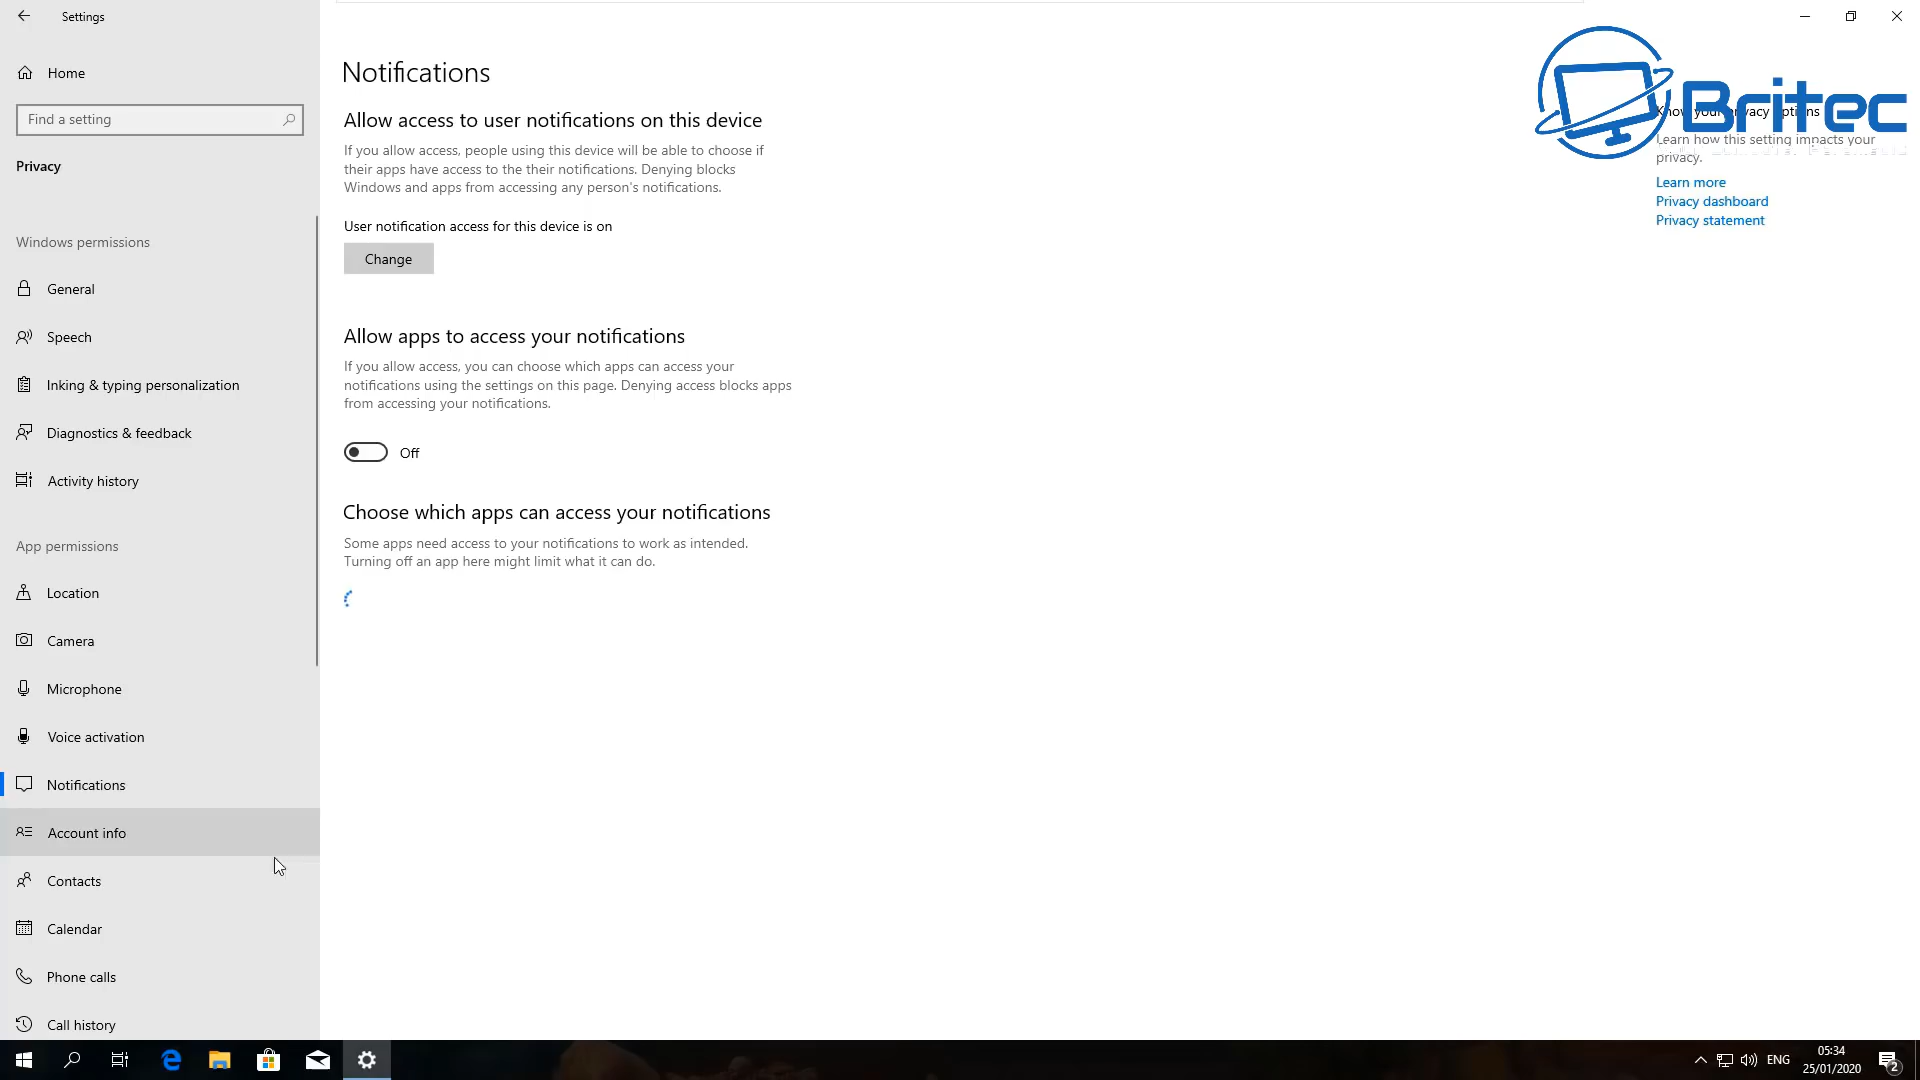 Settings
Home
Find a setting
Privacy
Windows permissions
General
Speech
Inking & typing personalization
Diagnostics & feedback
Activity history
App permissions
Location
Camera
Microphone
Voice activation
Notifications
Account info
Contacts
Calendar
Phone calls
Call history
Notifications
Allow access to user notifications on this device
If you allow access, people using this device will be able to choose if
their apps have access to the their notifications. Denying blocks
Windows and apps from accessing any person's notifications.
User notification access for this device is on
Change
Allow apps to access your notifications
If you allow access, you can choose which apps can access your
notifications using the settings on this page. Denying access blocks apps
from accessing your notifications.
Off
Choose which apps can access your notifications
Some apps need access to your notifications to work as intended.
Turning off an app here might limit what it can do.
Britec
Know your privacy options
Learn how this setting impacts your
privacy.
Learn more
Privacy dashboard
Privacy statement
ENG
05:34
25/01/2020
2